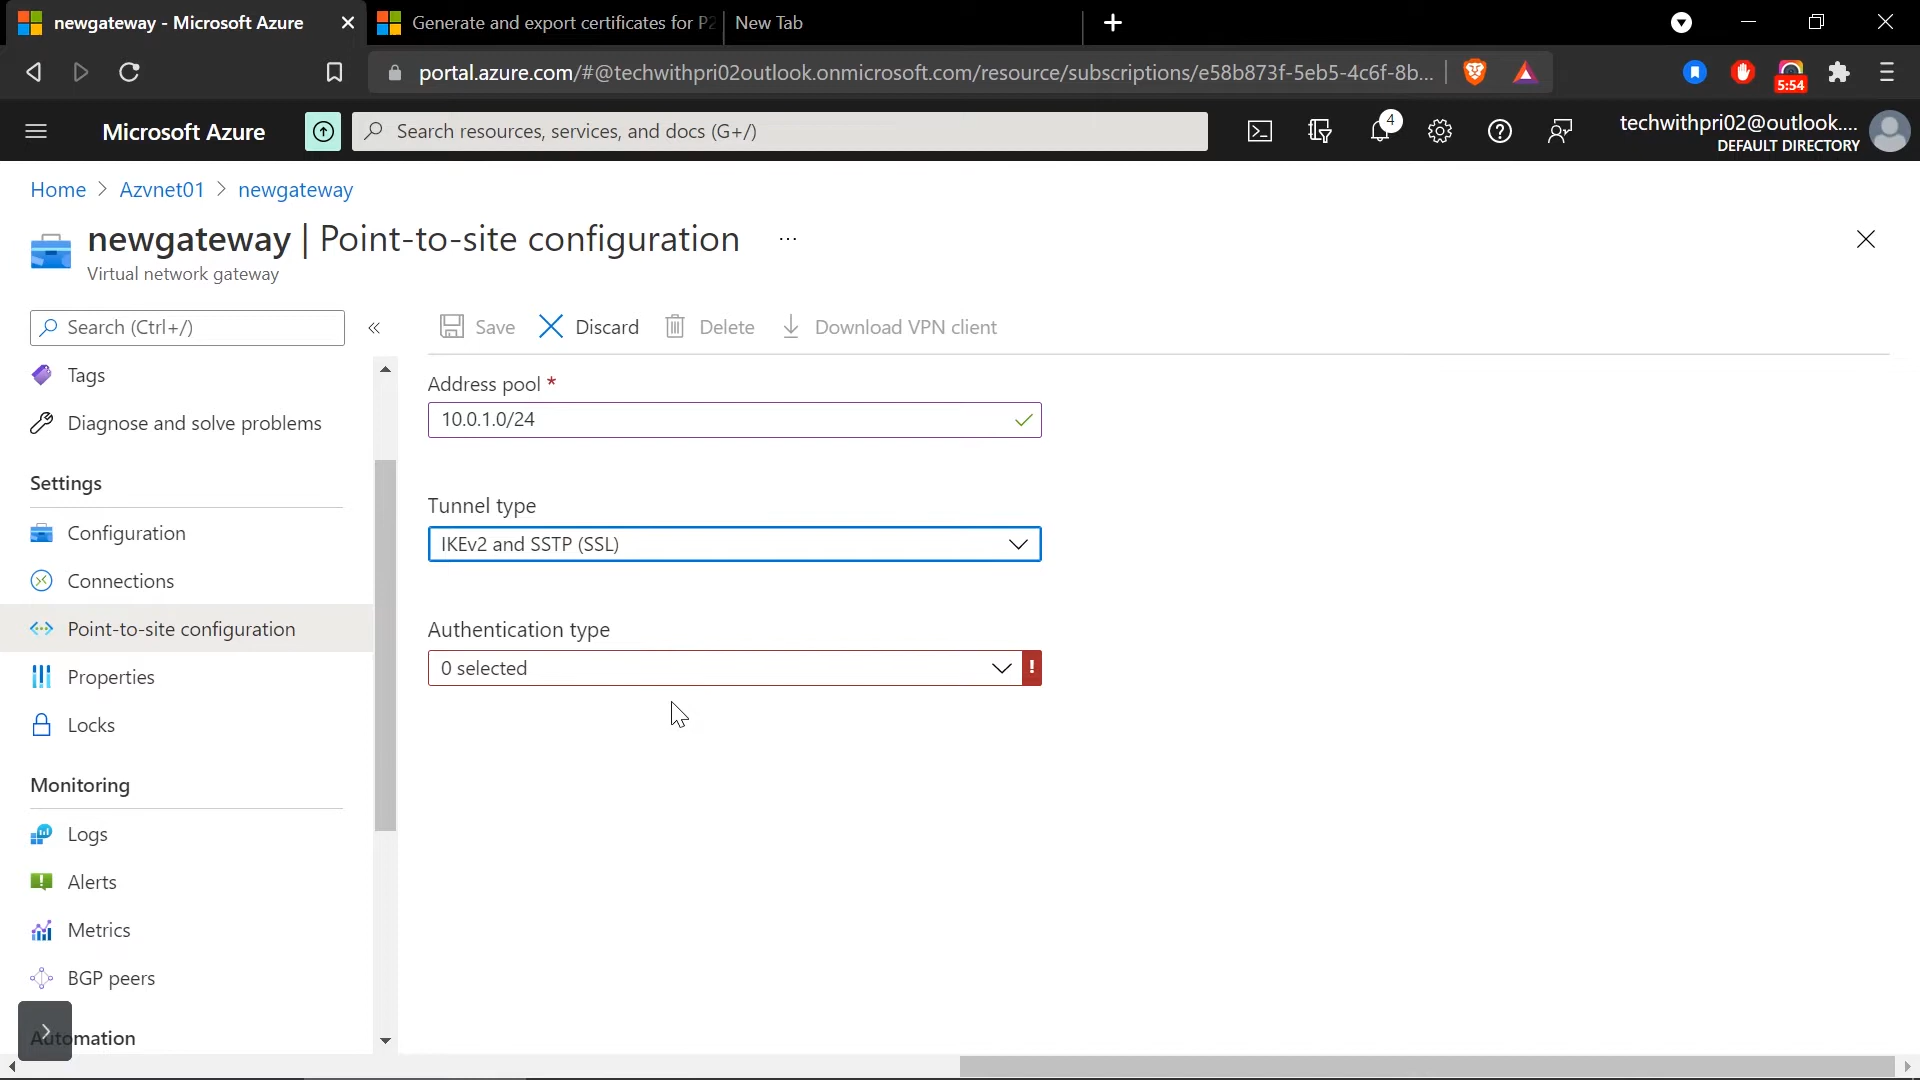 newgateway - Microsoft Azure
Generate and export certificates for P2
New Tab
portal.azure.com/#@techwithpri02outlook.onmicrosoft.com/resource/subscriptions/e58b873f-5eb5-4c6f-8b...
5:54
Microsoft Azure
Search resources, services, and docs (G+/)
4
techwithpri02@outlook....
DEFAULT DIRECTORY
Home > Azvnet01 > newgateway
newgateway | Point-to-site configuration ...
Virtual network gateway
Search (Ctrl+/)
«
Save
Discard
Delete
Download VPN client
Tags
Diagnose and solve problems
Settings
Configuration
Connections
Point-to-site configuration
Properties
Locks
Monitoring
Logs
Alerts
Metrics
BGP peers
Automation
Address pool *
10.0.1.0/24
Tunnel type
IKEv2 and SSTP (SSL)
Authentication type
0 selected
!